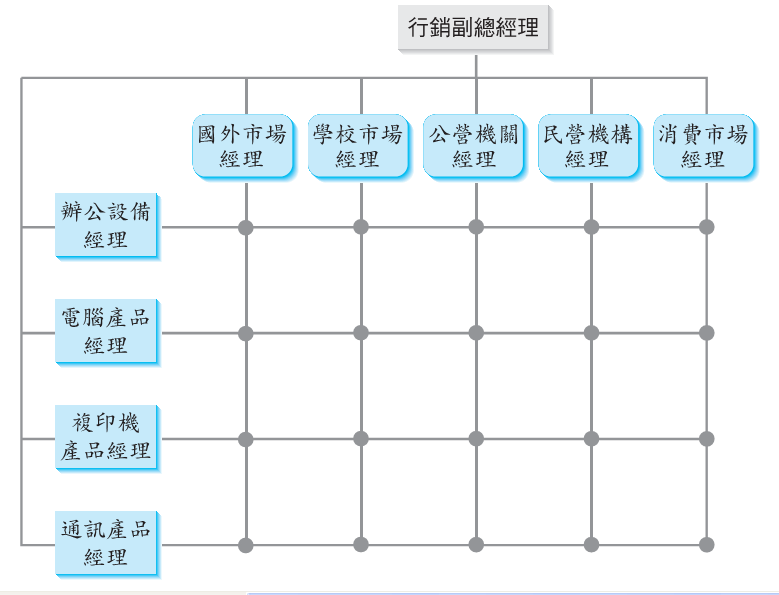 行銷副總經理
國外市場
經理
學校市場
經理
公營機關
經理
民營機構
經理
消費市場
經理
辦公設備
經理
電腦產品
經理
複印機
產品經理
通訊產品
經理